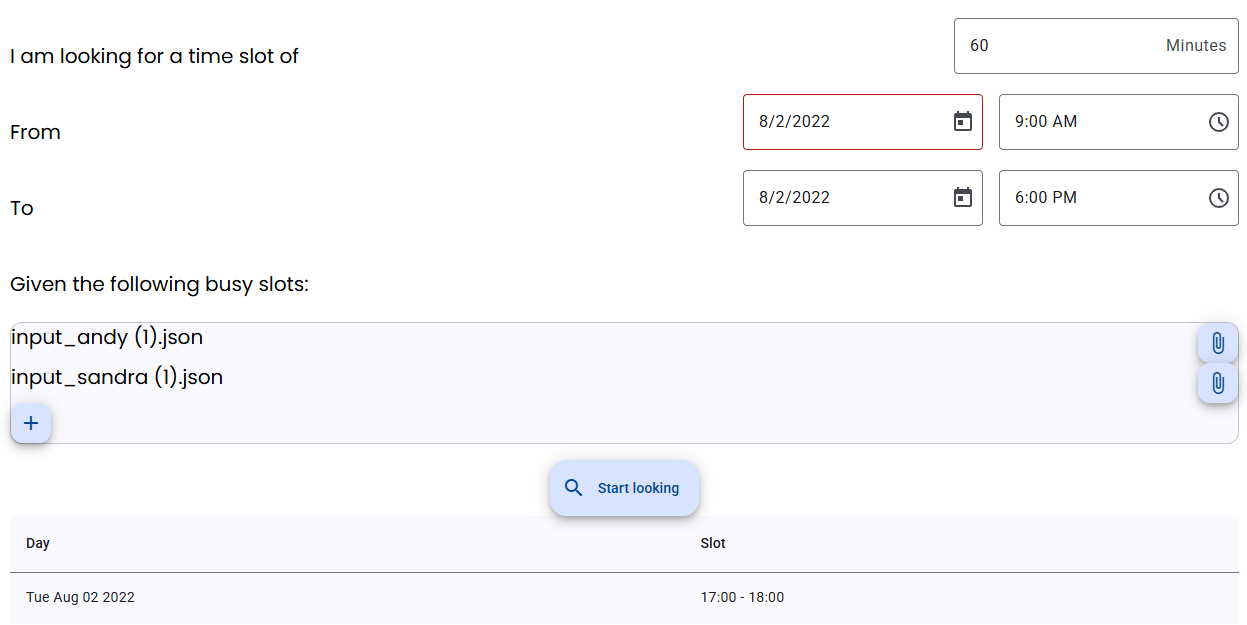 I am looking for a time slot of
60 Minutes
From
8/2/2022
9:00 AM
To
8/2/2022
6:00 PM
Given the following busy slots:
input_andy (1).json
input_sandra (1).json
+
Start looking
Day Slot
Tue Aug 02 2022 17:00 - 18:00